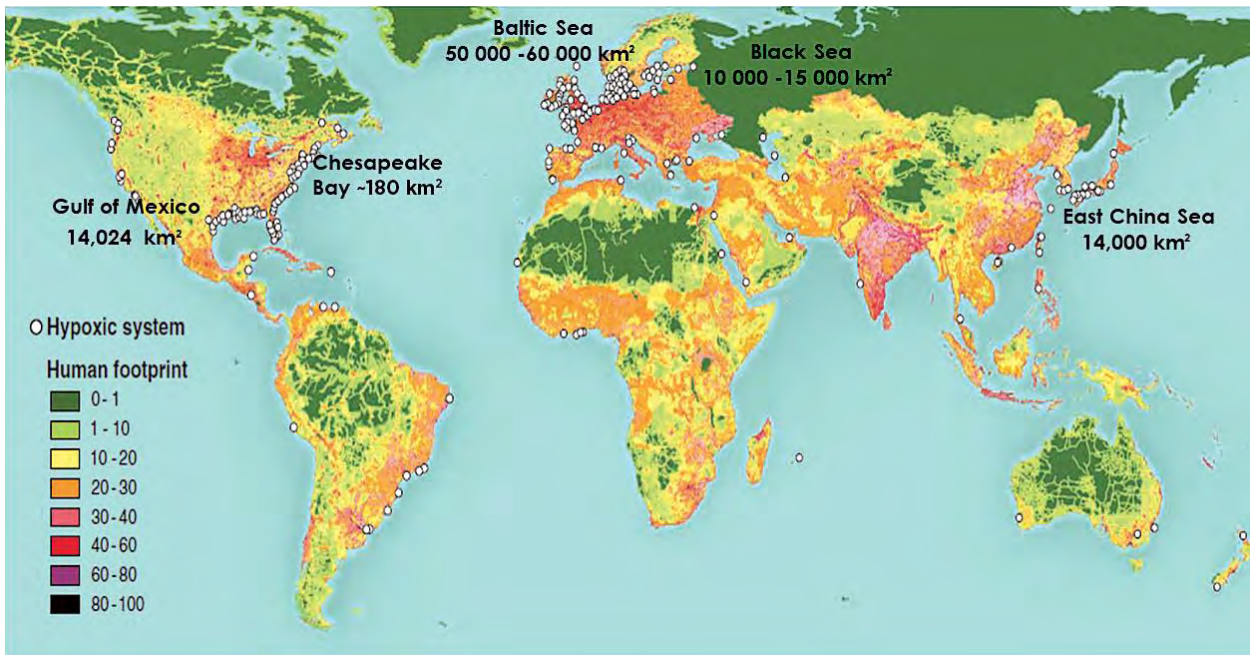 Baltic Sea
50 000 -60 000 km²
Black Sea
10 000 -15 000 km²
Chesapeake
Bay ~180 km²
Gulf of Mexico
14,024 km²
East China Sea
14,000 km²
Hypoxic system
Human footprint
0 - 1
1 - 10
10 - 20
20 - 30
30 - 40
40 - 60
60 - 80
80 - 100